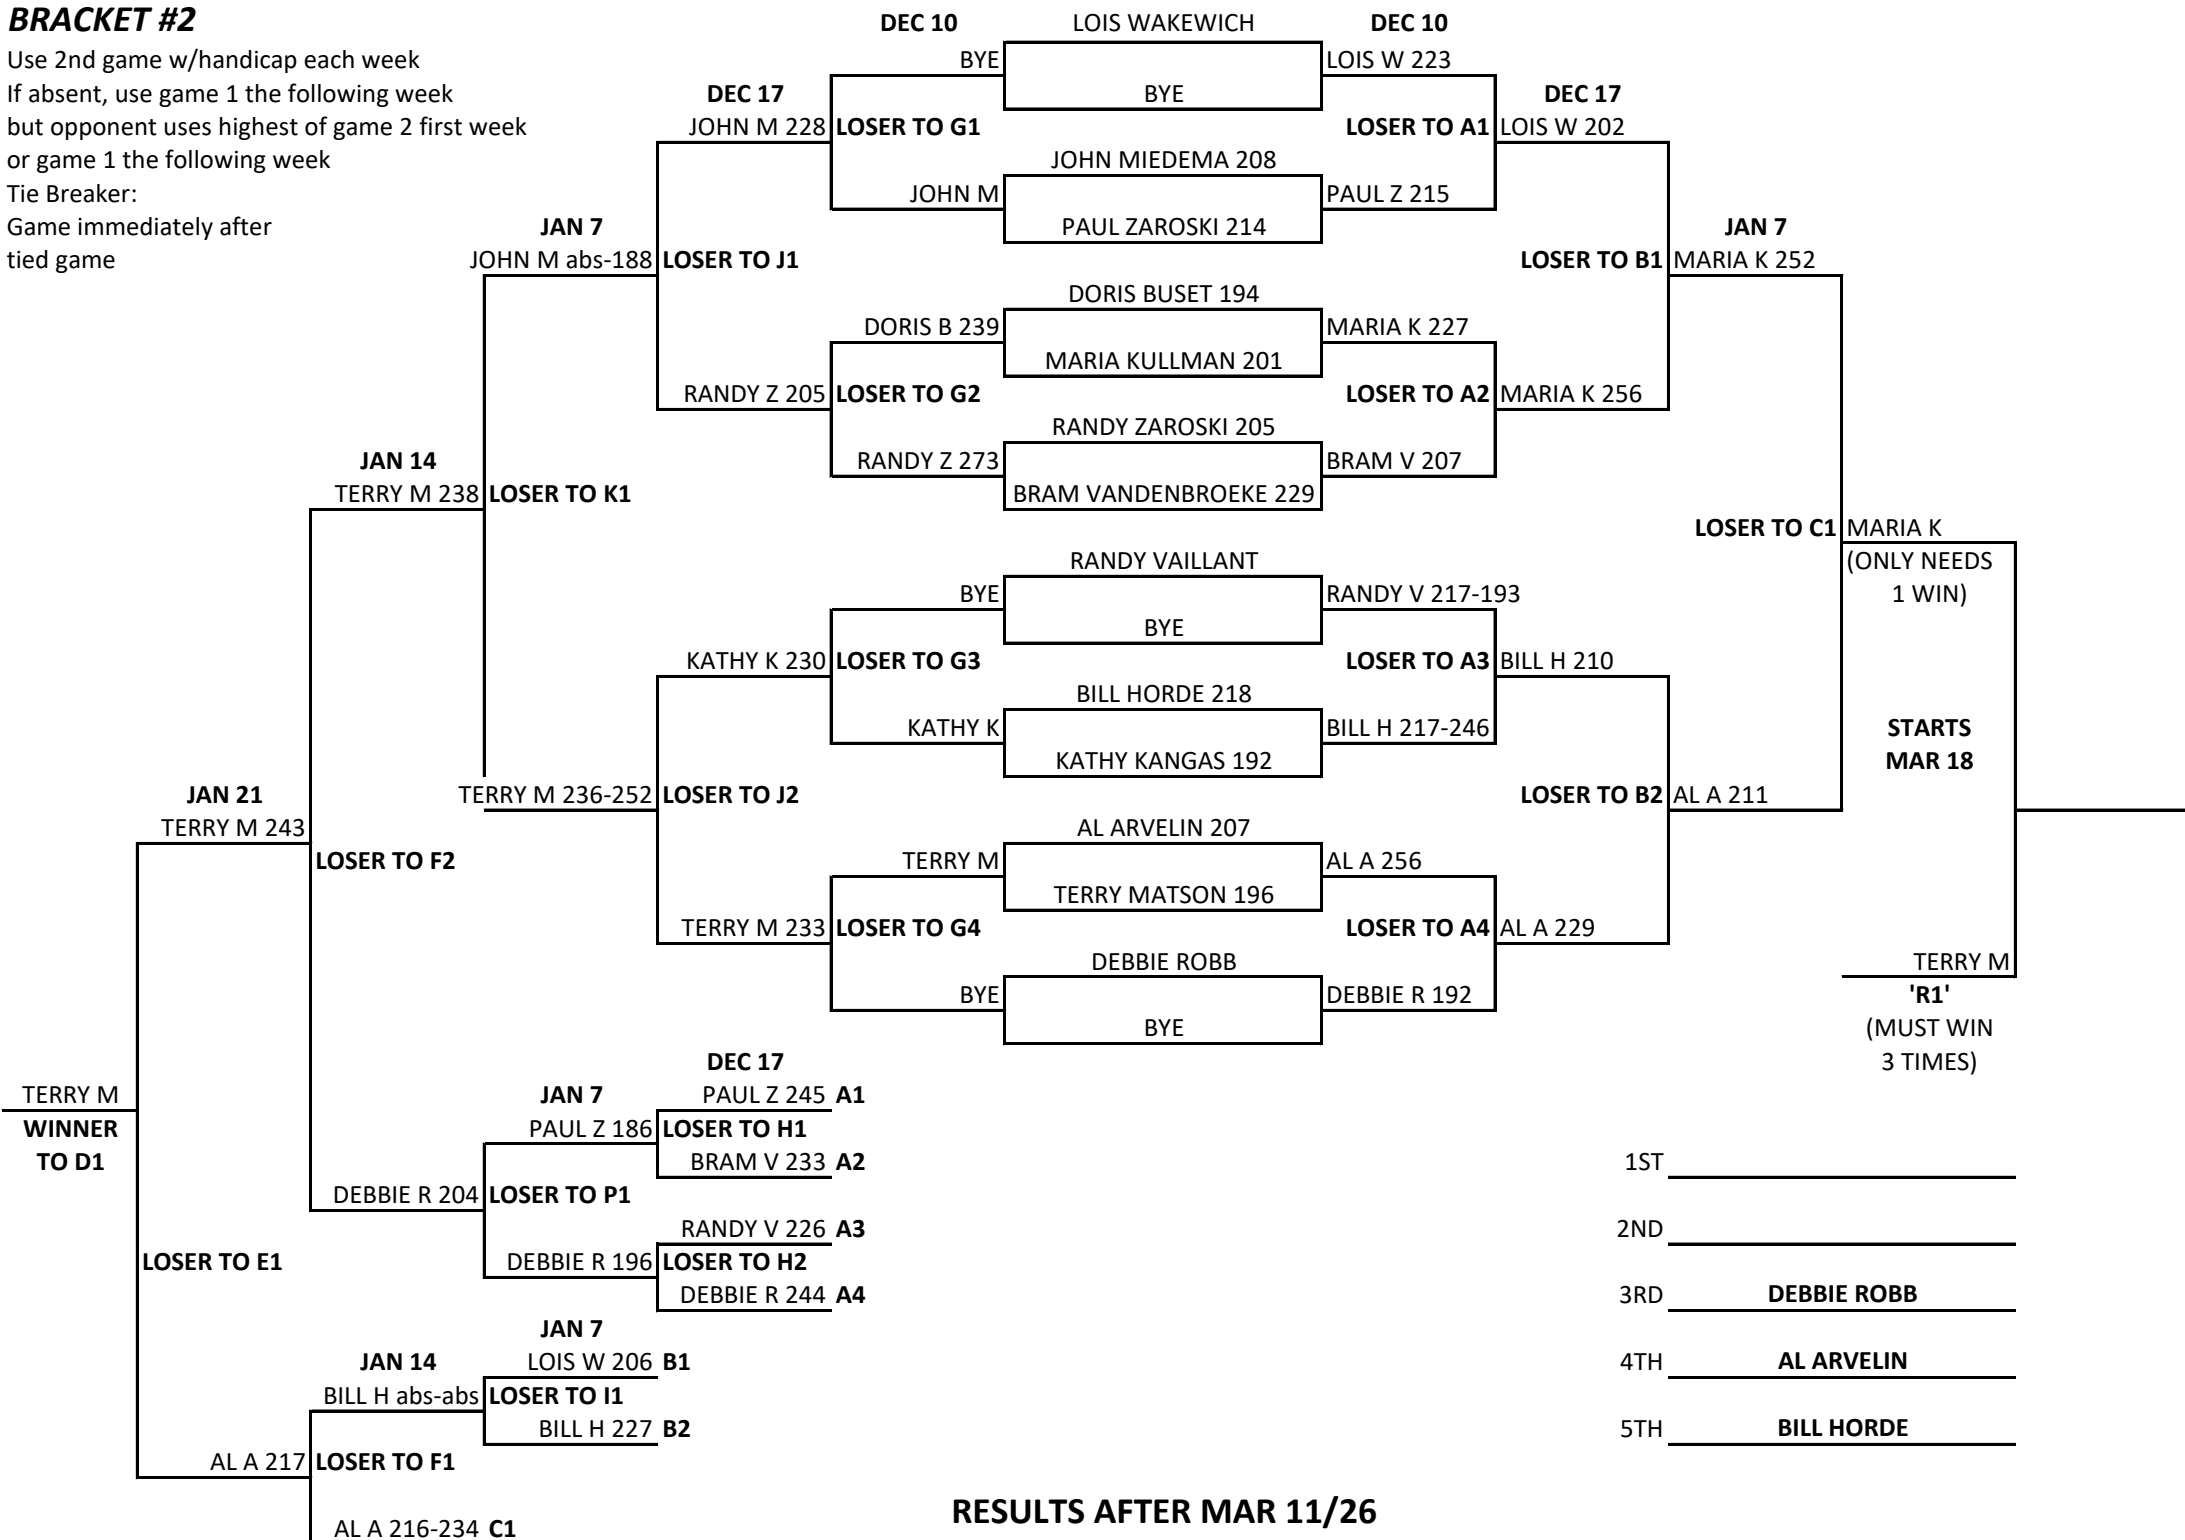 BRACKET #2
Use 2nd game w/handicap each week
If absent, use game 1 the following week
but opponent uses highest of game 2 first week
or game 1 the following week
Tie Breaker:
Game immediately after
tied game
DEC 10
LOIS WAKEWICH
DEC 10
BYE
LOIS W 223
DEC 17
BYE
DEC 17
JOHN M 228
LOSER TO G1
LOSER TO A1
LOIS W 202
JOHN MIEDEMA 208
JOHN M
PAUL Z 215
JAN 7
PAUL ZAROSKI 214
JAN 7
JOHN M abs-188
LOSER TO J1
LOSER TO B1
MARIA K 252
DORIS BUSET 194
DORIS B 239
MARIA K 227
MARIA KULLMAN 201
RANDY Z 205
LOSER TO G2
LOSER TO A2
MARIA K 256
RANDY ZAROSKI 205
JAN 14
RANDY Z 273
BRAM V 207
TERRY M 238
LOSER TO K1
BRAM VANDENBROEKE 229
LOSER TO C1
MARIA K
RANDY VAILLANT
(ONLY NEEDS
BYE
RANDY V 217-193
1 WIN)
BYE
KATHY K 230
LOSER TO G3
LOSER TO A3
BILL H 210
BILL HORDE 218
KATHY K
BILL H 217-246
STARTS
KATHY KANGAS 192
MAR 18
JAN 21
TERRY M 236-252
LOSER TO J2
LOSER TO B2
AL A 211
TERRY M 243
AL ARVELIN 207
LOSER TO F2
TERRY M
AL A 256
TERRY MATSON 196
TERRY M 233
LOSER TO G4
LOSER TO A4
AL A 229
DEBBIE ROBB
TERRY M
BYE
DEBBIE R 192
'R1'
BYE
(MUST WIN
DEC 17
3 TIMES)
TERRY M
JAN 7
PAUL Z 245 A1
WINNER
PAUL Z 186
LOSER TO H1
TO D1
BRAM V 233 A2
1ST
DEBBIE R 204
LOSER TO P1
RANDY V 226 A3
2ND
LOSER TO E1
DEBBIE R 196
LOSER TO H2
DEBBIE R 244 A4
3RD DEBBIE ROBB
JAN 7
JAN 14
LOIS W 206 B1
4TH AL ARVELIN
BILL H abs-abs
LOSER TO I1
BILL H 227 B2
5TH BILL HORDE
AL A 217
LOSER TO F1
RESULTS AFTER MAR 11/26
AL A 216-234 C1